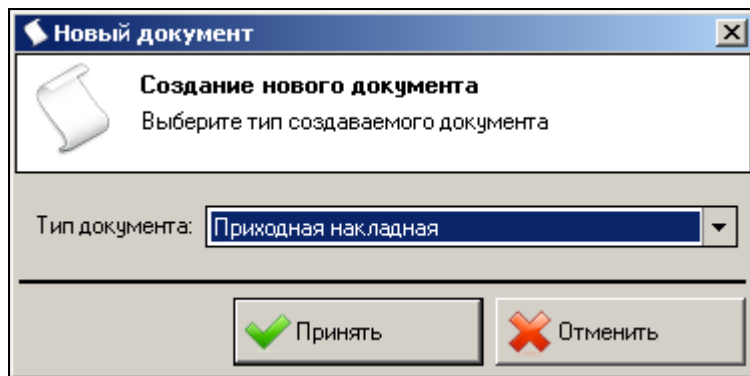 Новый документ
Создание нового документа
Выберите тип создаваемого документа
Тип документа: Приходная накладная
Принять Отменить